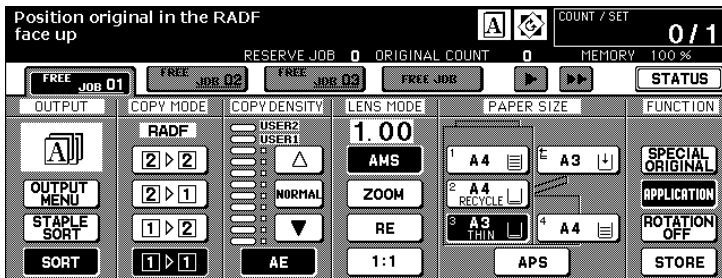 Position original in the RADF
face up
A
COUNT / SET
0 / 1
RESERVE JOB 0 ORIGINAL COUNT 0 MEMORY 100 %
FREE JOB 01
FREE JOB 02
FREE JOB 03
FREE JOB
STATUS
OUTPUT
COPY MODE
COPY DENSITY
LENS MODE
PAPER SIZE
FUNCTION
A
OUTPUT
MENU
STAPLE
SORT
SORT
RADF
2 ▷ 2
2 ▷ 1
1 ▷ 2
1 ▷ 1
USER2
USER1
NORMAL
AE
1.00
AMS
ZOOM
RE
1:1
1 A4
A3
2 A4
RECYCLE
3 A3
THIN
4 A4
APS
SPECIAL
ORIGINAL
APPLICATION
ROTATION
OFF
STORE